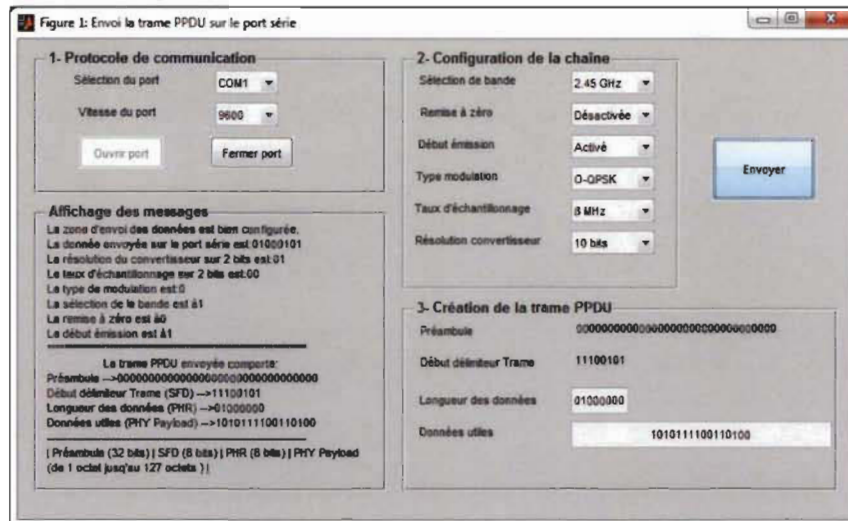 Figure 1: Envoi la trame PPDU sur le port série
1- Protocole de communication
Sélection du port COM1
Vitesse du port 9600
Ouvrir port Fermer port
Affichage des messages
La zone d'envoi des données est bien configurée.
La donnée envoyée sur le port série est 01000101
La résolution du convertisseur sur 2 bits est:01
Le taux d'échantillonnage sur 2 bits est:00
La type de modulation est:0
La sélection de la bande est à1
La remise à zéro est à0
La début émission est à1
La trame PPDU envoyée comporte:
Préambule -->00000000000000000000000000000000
Début délimiteur Trame (SFD) -->11100101
Longueur des données (PHR) -->01000000
Données utiles (PHY Payload) -->1010111100110100
| Préambule (32 bits) | SFD (8 bits) | PHR (8 bits) | PHY Payload
(de 1 octet jusqu'au 127 octets ) |
2- Configuration de la chaîne
Sélection de bande 2.45 GHz
Remise à zéro Désactivée
Début émission Activé
Type modulation O-QPSK
Taux d'échantillonnage 8 MHz
Résolution convertisseur 10 bits
Envoyer
3- Création de la trame PPDU
Préambule 00000000000000000000000000000000
Début délimiteur Trame 11100101
Longueur des données 01000000
Données utiles 1010111100110100